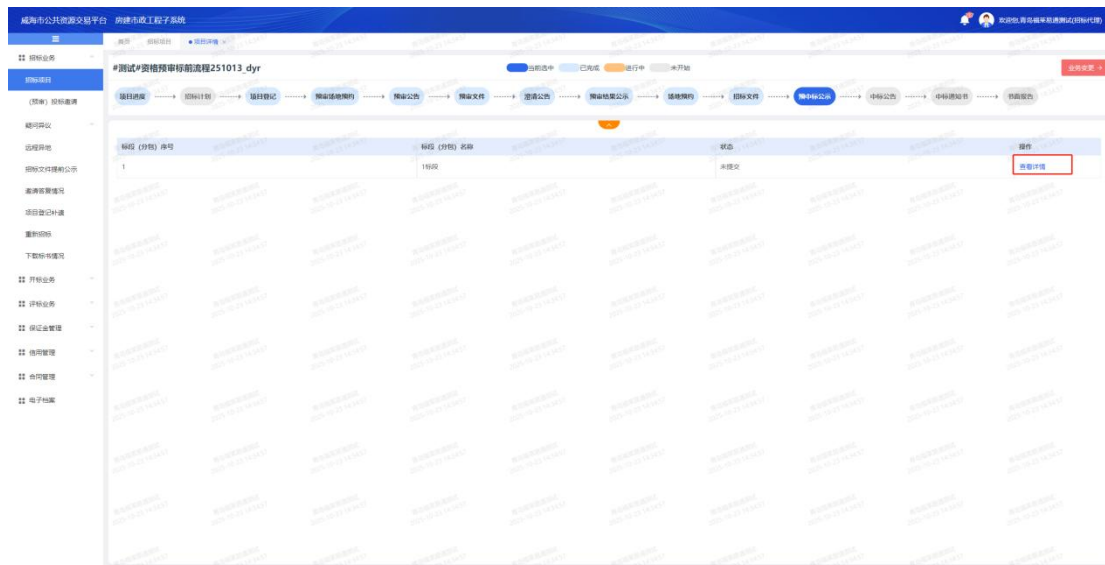 威海市公共资源交易平台 房建市政工程子系统
欢迎您,青岛福莱易通测试(招标代理)
首页 招标项目 项目详情 ×
招标业务
招标项目
(预审) 投标邀请
疑问异议
远程异地
招标文件提前公示
邀请答复情况
项目登记补遗
重新招标
下载标书情况
开标业务
评标业务
保证金管理
信用管理
合同管理
电子档案
#测试#资格预审标前流程251013_dyr
当前选中 已完成 进行中 未开始
业务变更 →
项目进度 招标计划 项目登记 预审场地预约 预审公告 预审文件 澄清公告 预审结果公示 场地预约 招标文件 预中标公示 中标公告 中标通知书 书面报告
标段 (分包) 序号 标段 (分包) 名称 状态 操作
1 1标段 未提交 查看详情